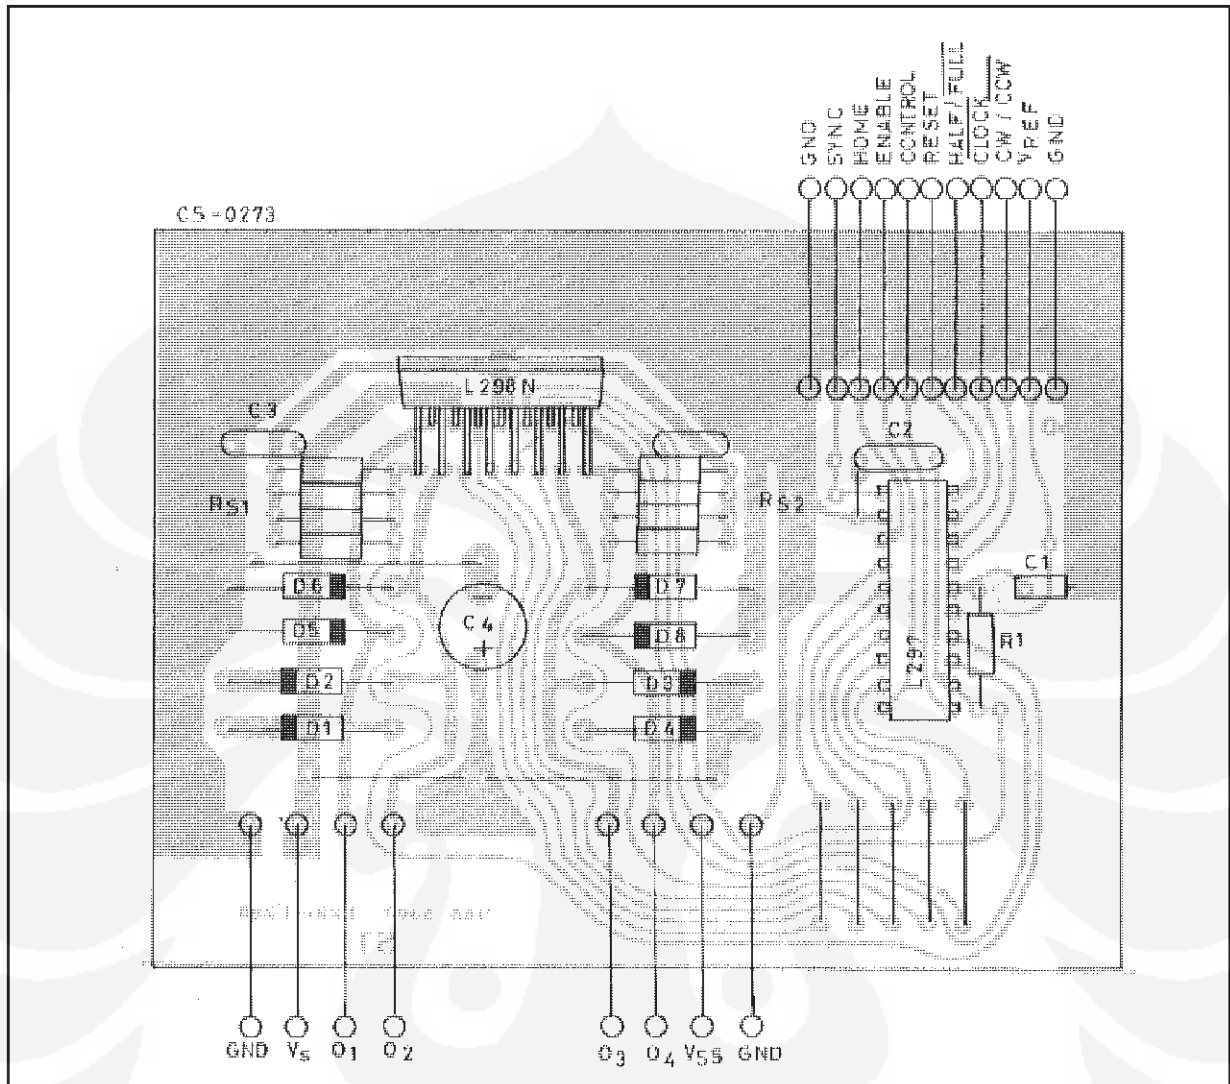 GND
SYNC
HOME
ENABLE
CONTROL
RESET
HALF/FULL
CLOCK
CW/CCW
VREF
GND
CS-0273
L298N
C3
C2
RS1
RS2
C1
D6
D7
C4
R1
D5
D8
L297
+
D2
D3
D1
D4
GND
Vs
O1
O2
O3
O4
VSS
GND